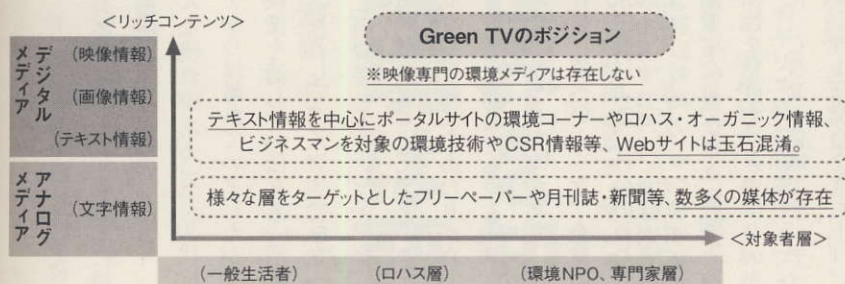 <リッチコンテンツ>
デジタル
メディア
(映像情報)
(画像情報)
(テキスト情報)
アナログ
メディア
(文字情報)
Green TVのポジション
※映像専門の環境メディアは存在しない
テキスト情報を中心にポータルサイトの環境コーナーやロハス・オーガニック情報、
ビジネスマンを対象の環境技術やCSR情報等、Webサイトは玉石混淆。
様々な層をターゲットとしたフリーペーパーや月刊誌・新聞等、数多くの媒体が存在
<対象者層>
(一般生活者)
(ロハス層)
(環境NPO、専門家層)